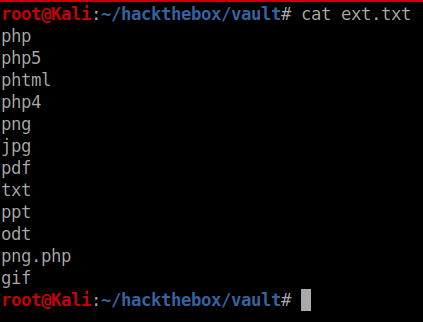 root@Kali:~/hackthebox/vault# cat ext.txt
php
php5
phtml
php4
png
jpg
pdf
txt
ppt
odt
png.php
gif
root@Kali:~/hackthebox/vault#